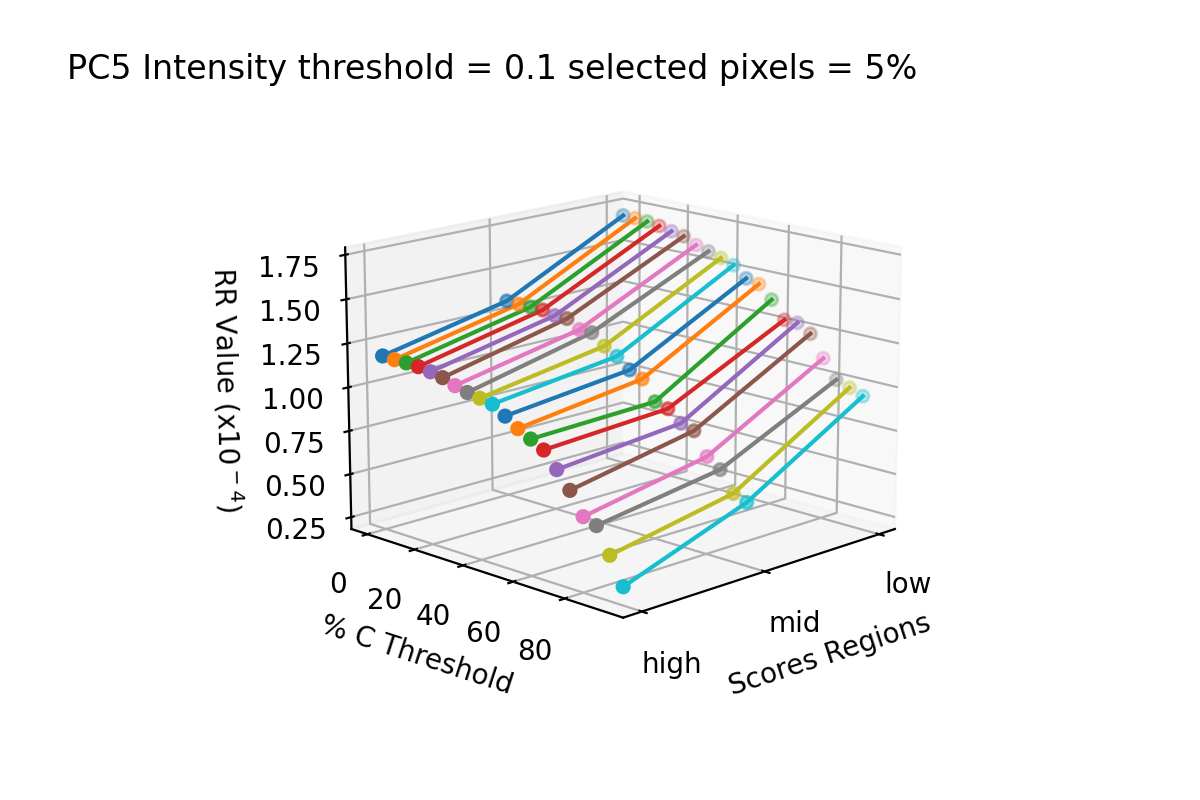 PC5 Intensity threshold = 0.1 selected pixels = 5%
RR Value (x10⁻⁴)
1.75
1.50
1.25
1.00
0.75
0.50
0.25
0
20
40
60
80
% C Threshold
high
mid
low
Scores Regions